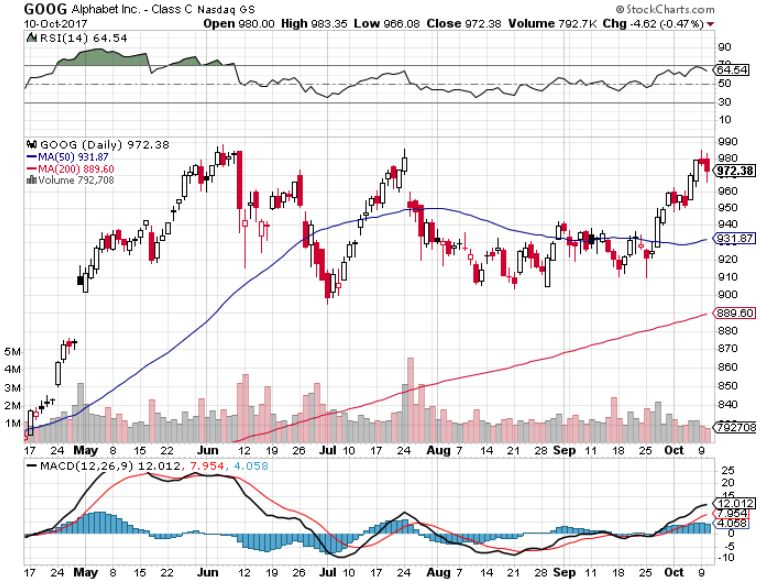 GOOG Alphabet Inc. - Class C Nasdaq GS © StockCharts.com
10-Oct-2017 Open 980.00 High 983.35 Low 966.08 Close 972.38 Volume 792.7K Chg -4.62 (-0.47%)
RSI(14) 64.54
90
70
64.54
50
30
10
GOOG (Daily) 972.38
MA(50) 931.87
MA(200) 889.60
Volume 792,708
990
980
972.38
960
950
940
931.87
920
910
900
889.60
880
870
860
850
840
792708
5M
4M
3M
2M
1M
17 24 May 8 15 22 Jun 12 19 26 Jul 10 17 24 Aug 7 14 21 28 Sep 11 18 25 Oct 9
MACD(12,26,9) 12.012, 7.954, 4.058
25
20
15
12.012
7.954
4.058
0
-5
-10
17 24 May 8 15 22 Jun 12 19 26 Jul 10 17 24 Aug 7 14 21 28 Sep 11 18 25 Oct 9